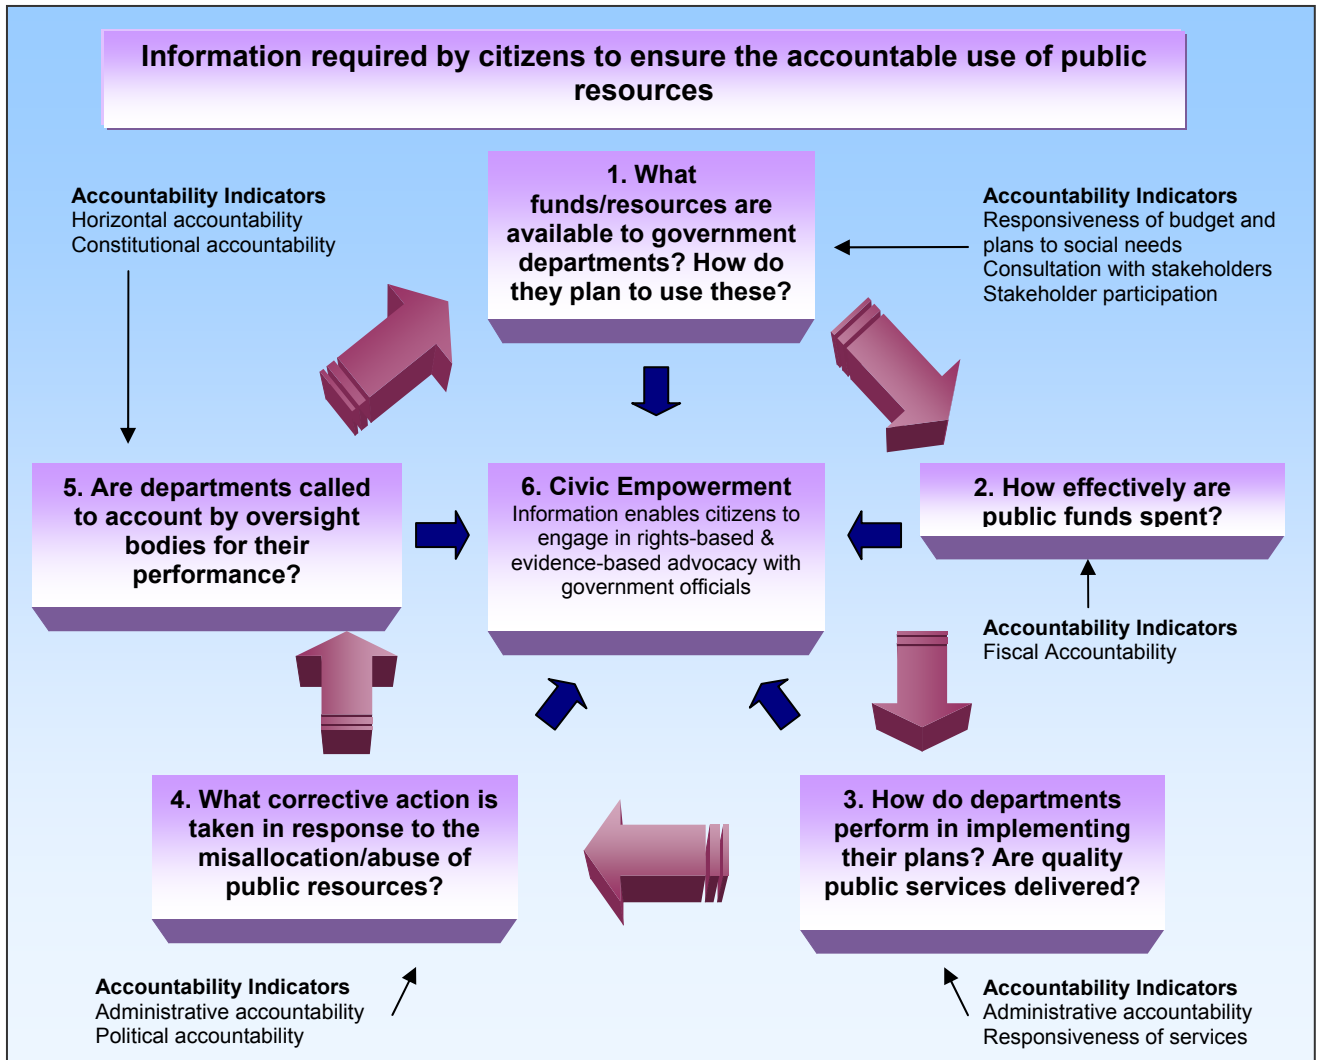 Information required by citizens to ensure the accountable use of public
resources
1. What
funds/resources are
available to government
departments? How do
they plan to use these?
Accountability Indicators
Horizontal accountability
Constitutional accountability
Accountability Indicators
Responsiveness of budget and
plans to social needs
Consultation with stakeholders
Stakeholder participation
5. Are departments called
to account by oversight
bodies for their
performance?
6. Civic Empowerment
Information enables citizens to
engage in rights-based &
evidence-based advocacy with
government officials
2. How effectively are
public funds spent?
Accountability Indicators
Fiscal Accountability
4. What corrective action is
taken in response to the
misallocation/abuse of
public resources?
3. How do departments
perform in implementing
their plans? Are quality
public services delivered?
Accountability Indicators
Administrative accountability
Political accountability
Accountability Indicators
Administrative accountability
Responsiveness of services